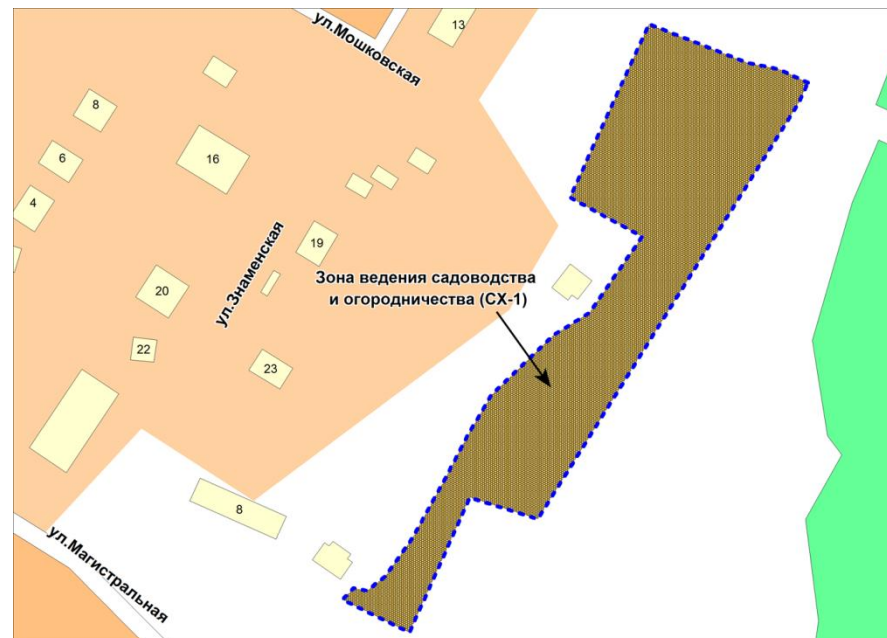 ул.Мошковская
13
8
16
6
4
ул.Знаменская
19
Зона ведения садоводства
и огородничества (СХ-1)
20
22
23
8
ул.Магистральная